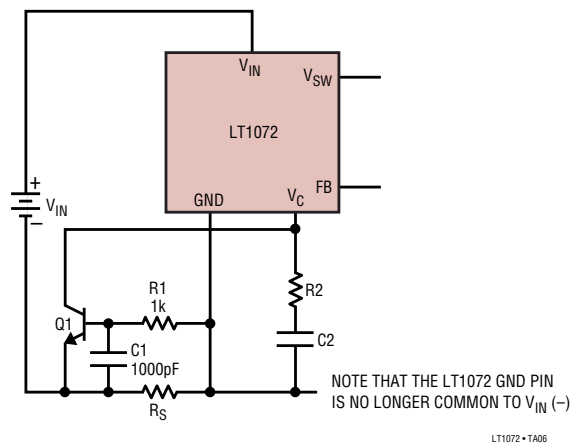 V_IN
V_SW
LT1072
+
V_IN
–
GND
V_C
FB
R1
1k
R2
Q1
C1
1000pF
C2
R_S
NOTE THAT THE LT1072 GND PIN
IS NO LONGER COMMON TO V_IN (–)
LT1072 • TA06